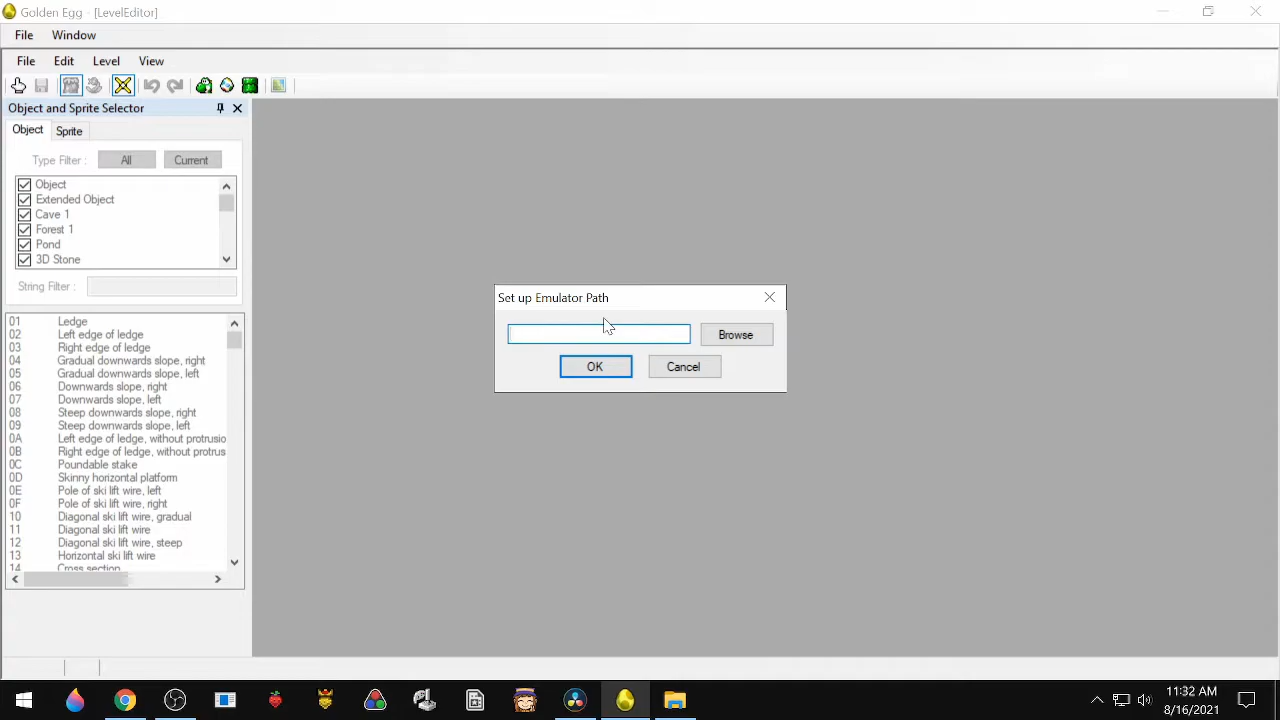 Golden Egg - [LevelEditor]
File Window
File Edit Level View
Object and Sprite Selector
Object Sprite
Type Filter : All Current
Object
Extended Object
Cave 1
Forest 1
Pond
3D Stone
String Filter :
01 Ledge
02 Left edge of ledge
03 Right edge of ledge
04 Gradual downwards slope, right
05 Gradual downwards slope, left
06 Downwards slope, right
07 Downwards slope, left
08 Steep downwards slope, right
09 Steep downwards slope, left
0A Left edge of ledge, without protrusio
0B Right edge of ledge, without protrus
0C Poundable stake
0D Skinny horizontal platform
0E Pole of ski lift wire, left
0F Pole of ski lift wire, right
10 Diagonal ski lift wire, gradual
11 Diagonal ski lift wire
12 Diagonal ski lift wire, steep
13 Horizontal ski lift wire
14 Cross section
Set up Emulator Path
Browse
OK Cancel
11:32 AM
8/16/2021